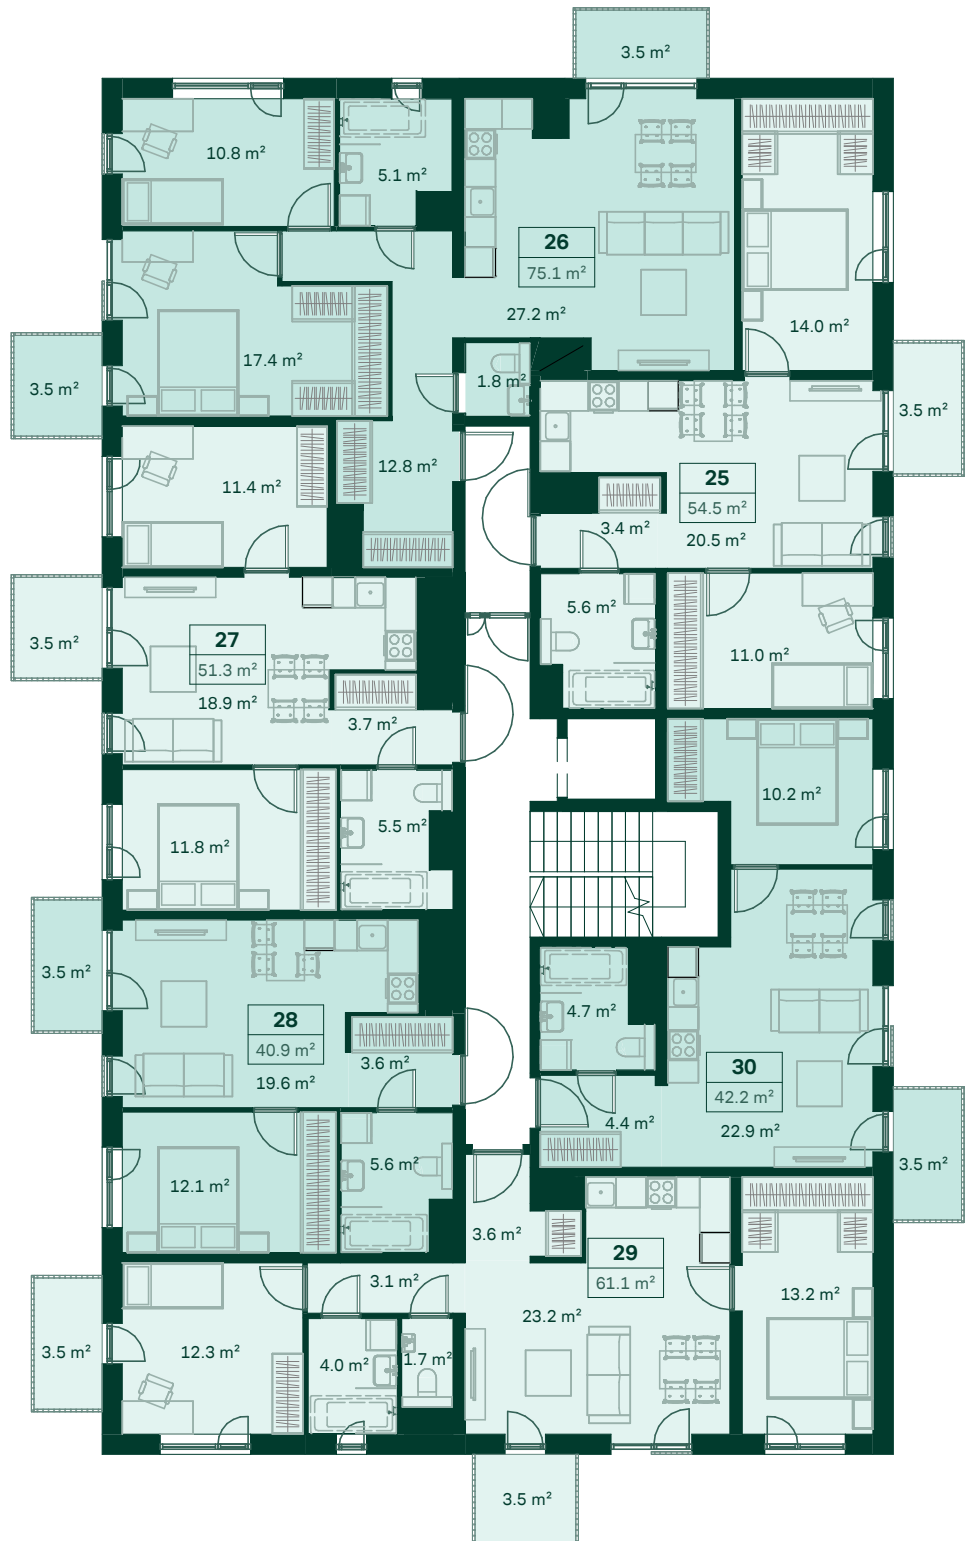 3.5 m²
10.8 m²
5.1 m²
26
75.1 m²
27.2 m²
14.0 m²
17.4 m²
1.8 m²
3.5 m²
3.5 m²
12.8 m²
11.4 m²
25
54.5 m²
3.4 m²
20.5 m²
5.6 m²
3.5 m²
27
51.3 m²
18.9 m²
3.7 m²
11.0 m²
10.2 m²
11.8 m²
5.5 m²
3.5 m²
28
40.9 m²
19.6 m²
3.6 m²
4.7 m²
30
42.2 m²
22.9 m²
4.4 m²
3.5 m²
12.1 m²
5.6 m²
3.6 m²
29
61.1 m²
3.1 m²
23.2 m²
13.2 m²
3.5 m²
12.3 m²
4.0 m²
1.7 m²
3.5 m²